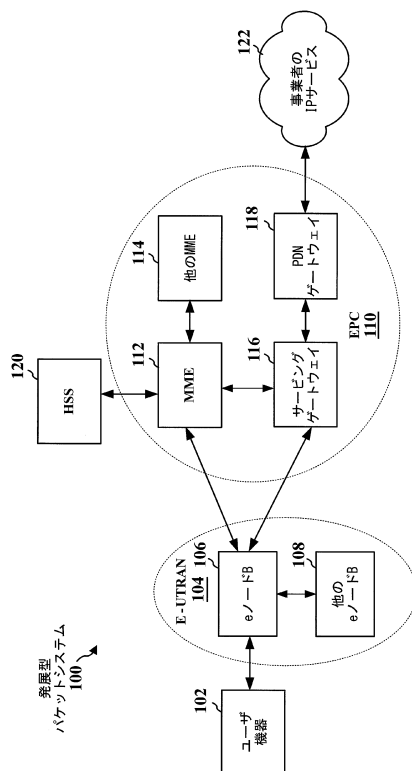 発展型
パケットシステム
100
E-UTRAN
104
102
ユーザ
機器
106
eノードB
108
他の
eノードB
120
HSS
112
MME
114
他のMME
116
サービング
ゲートウェイ
118
PDN
ゲートウェイ
EPC
110
122
事業者の
IPサービス